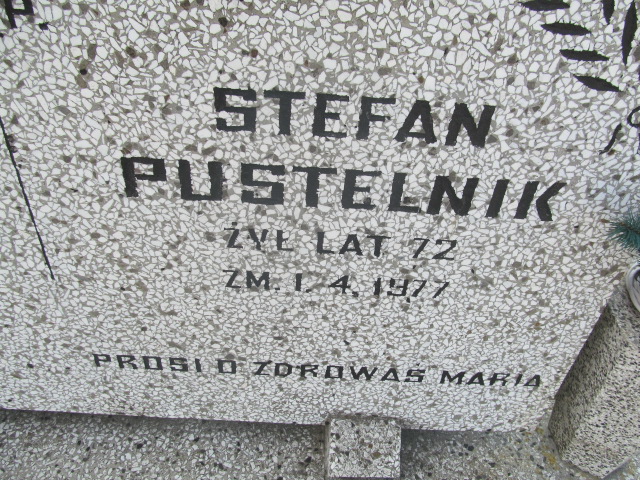 P.
STEFAN
PUSTELNIK
ŻYŁ LAT 72
ZM. 1. 4. 1977
PROSI O ZDROWAŚ MARIA